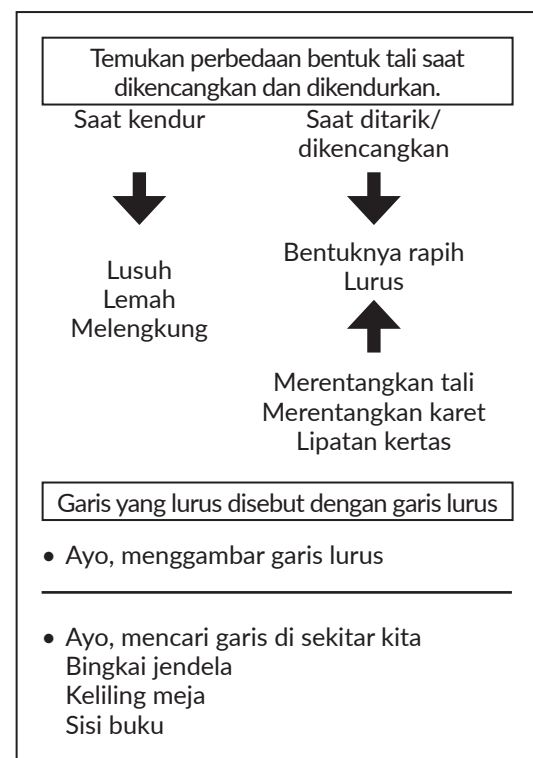 Temukan perbedaan bentuk tali saat
dikencangkan dan dikendurkan.
Saat kendur
Saat ditarik/
dikencangkan
Lusuh
Lemah
Melengkung
Bentuknya rapih
Lurus
Merentangkan tali
Merentangkan karet
Lipatan kertas
Garis yang lurus disebut dengan garis lurus
• Ayo, menggambar garis lurus
• Ayo, mencari garis di sekitar kita
Bingkai jendela
Keliling meja
Sisi buku